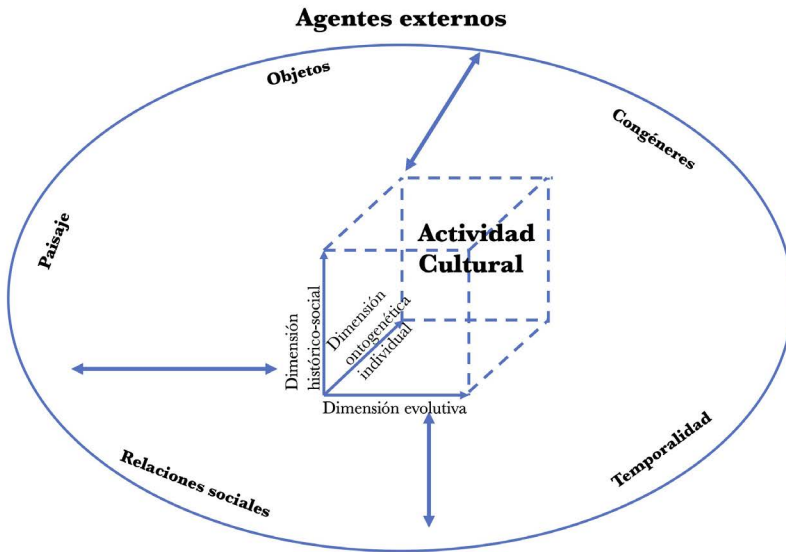 Agentes externos
Objetos
Congéneres
Paisaje
Actividad
Cultural
Dimensión
histórico-social
Dimensión
ontogenética
individual
Dimensión evolutiva
Relaciones sociales
Temporalidad